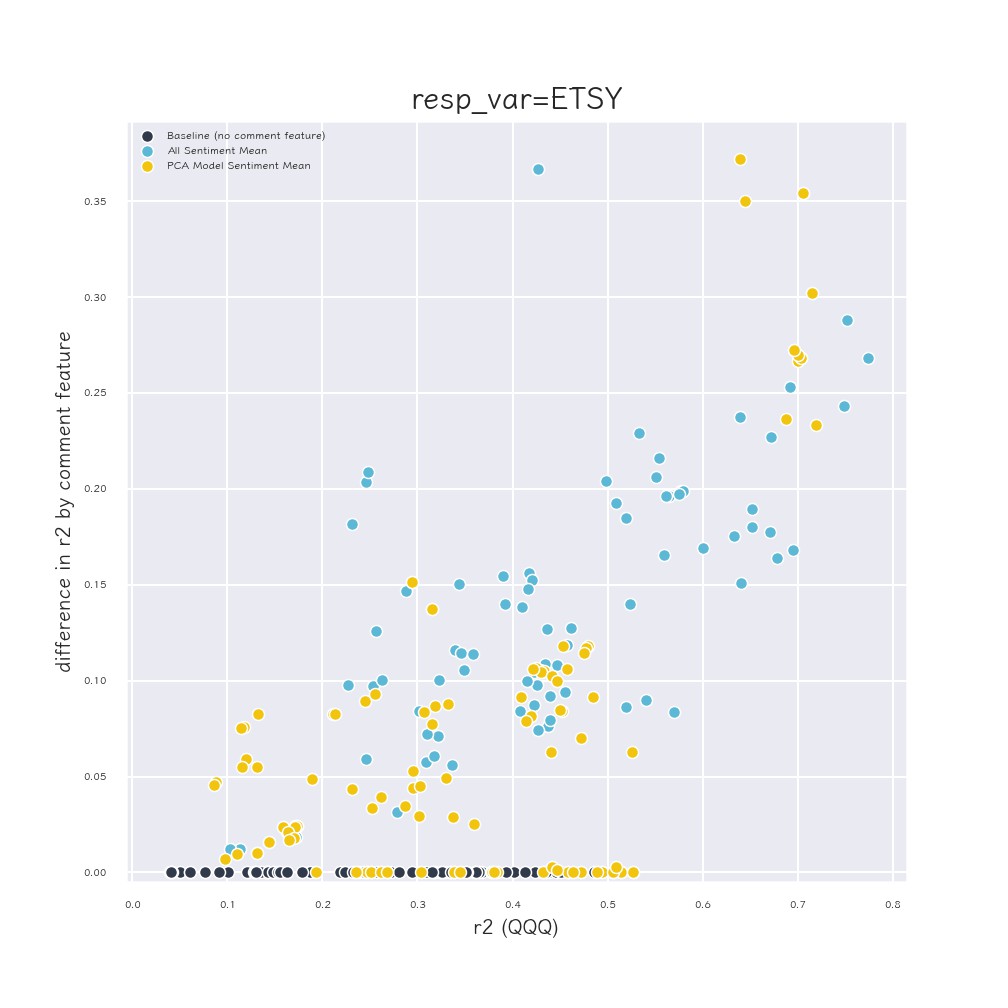 resp_var=ETSY
Baseline (no comment feature)
All Sentiment Mean
PCA Model Sentiment Mean
difference in r2 by comment feature
0.35
0.30
0.25
0.20
0.15
0.10
0.05
0.00
0.0 0.1 0.2 0.3 0.4 0.5 0.6 0.7 0.8
r2 (QQQ)